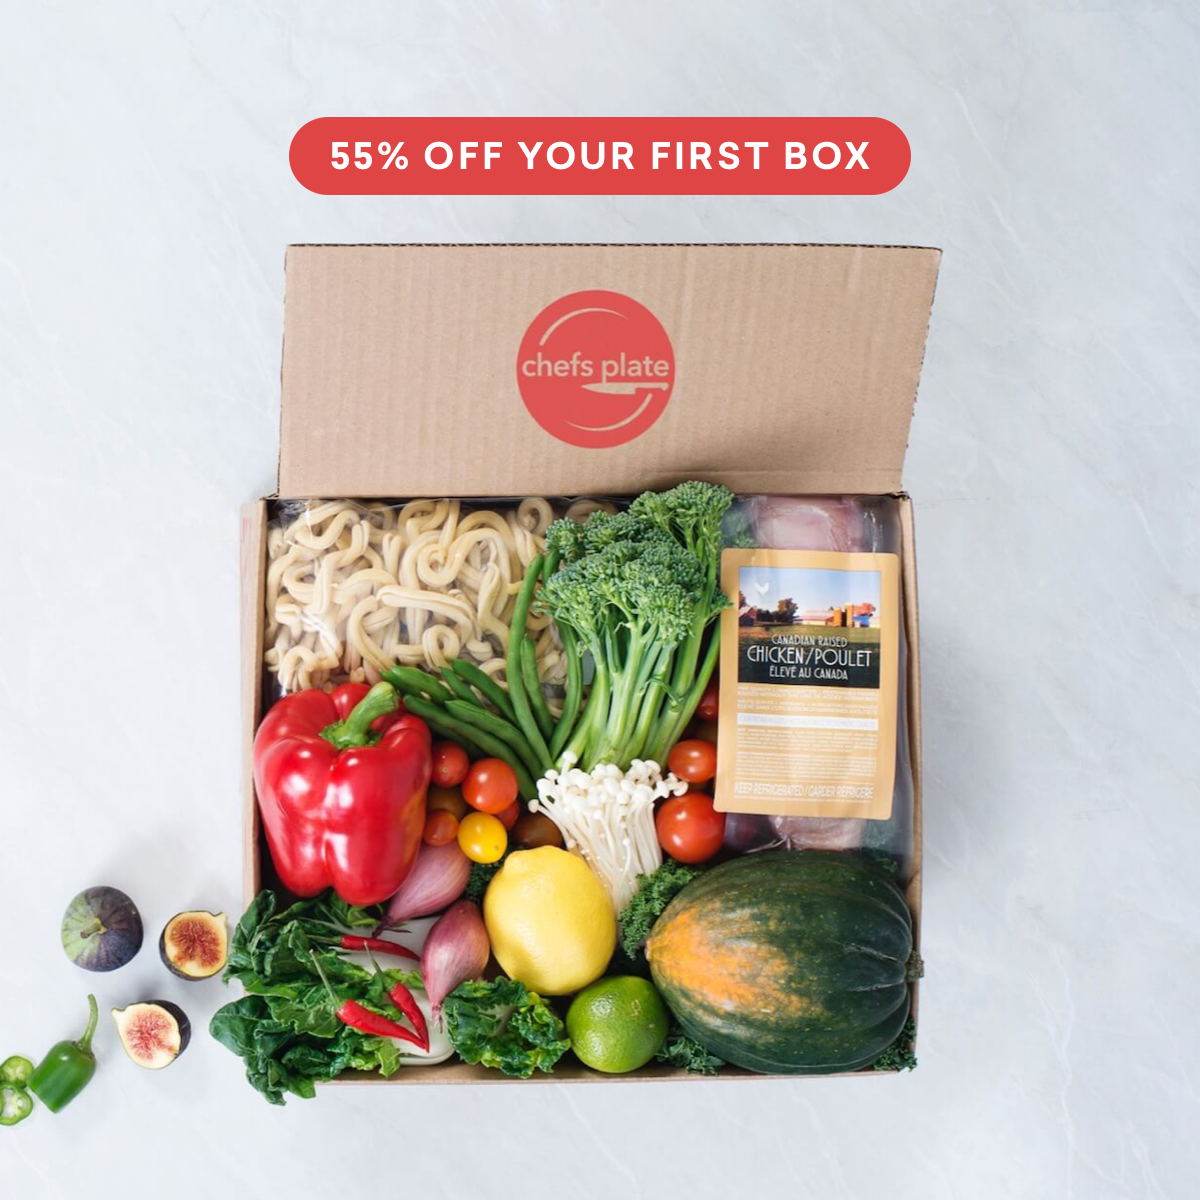 55% OFF YOUR FIRST BOX
chefs plate
CANADIAN RAISED
CHICKEN/POULET
ÉLEVÉ AU CANADA
KEEP REFRIGERATED / GARDER RÉFRIGÉRÉ